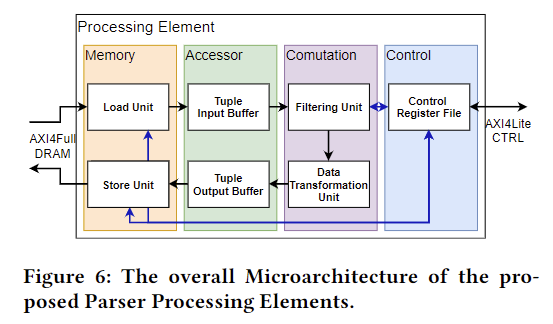 Processing Element
Memory
Accessor
Comutation
Control
Load Unit
Tuple
Input Buffer
Filtering Unit
Control
Register File
AXI4Full
DRAM
AXI4Lite
CTRL
Store Unit
Tuple
Output Buffer
Data
Transformation
Unit
Figure 6: The overall Microarchitecture of the pro-
posed Parser Processing Elements.